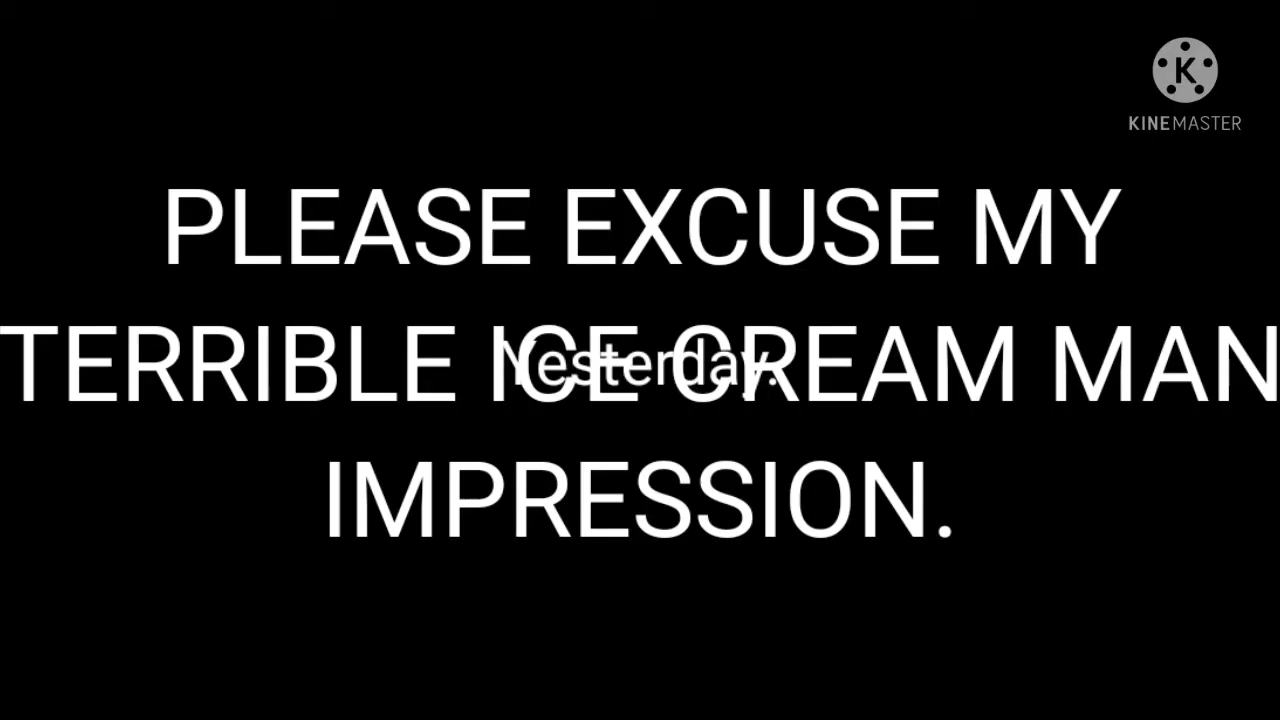 KINEMASTER
PLEASE EXCUSE MY
TERRIBLE ICE CREAM MAN
Yesterday.
IMPRESSION.